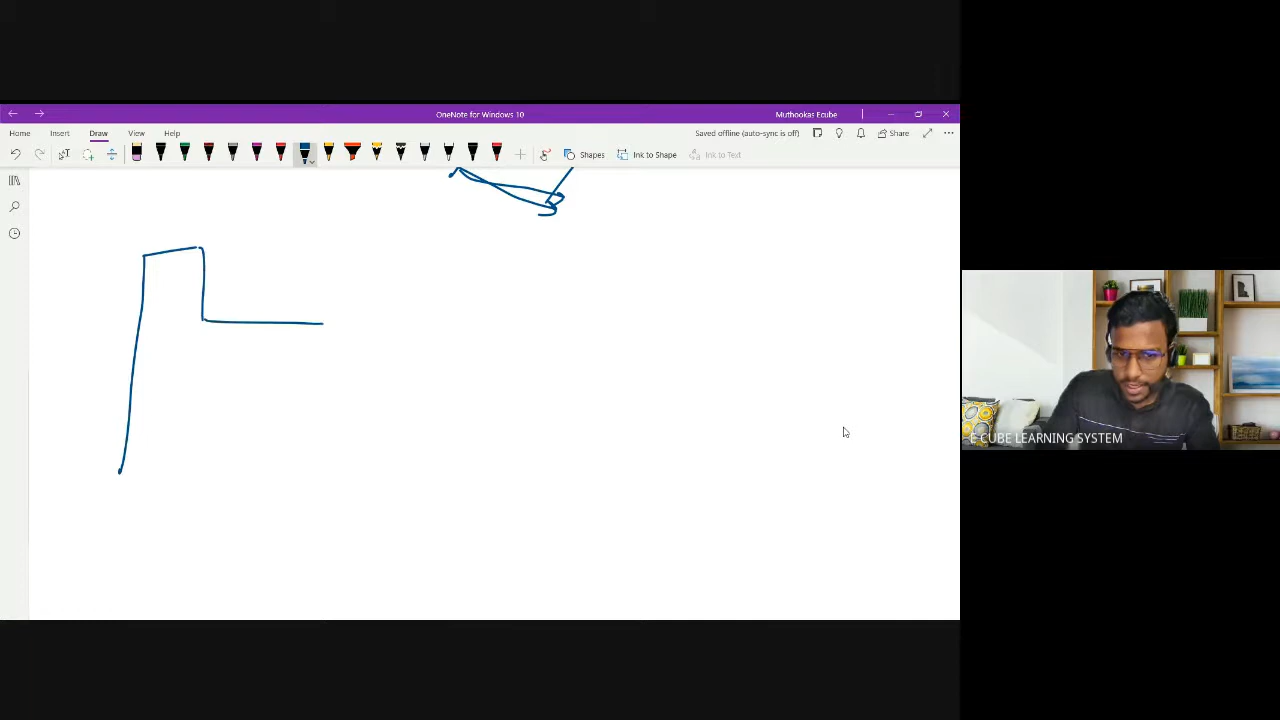 OneNote for Windows 10
Muthookas Ecube
Home Insert Draw View Help
Saved offline (auto-sync is off)
Share
Shapes
Ink to Shape
Ink to Text
E CUBE LEARNING SYSTEM